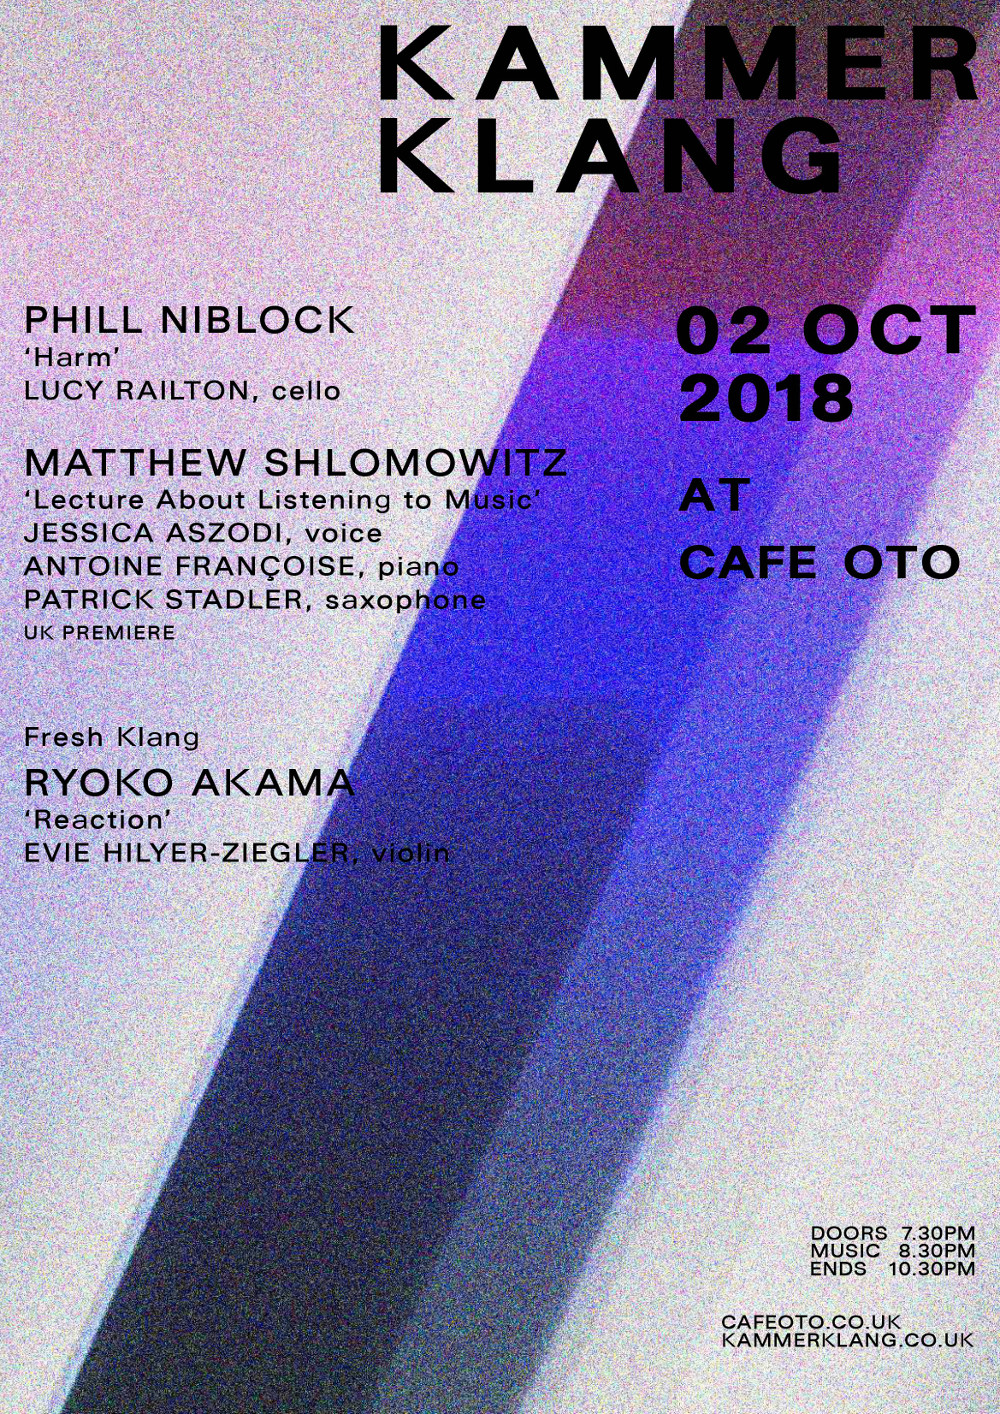 KAMMER
KLANG
PHILL NIBLOCK
‘Harm’
LUCY RAILTON, cello
MATTHEW SHLOMOWITZ
‘Lecture About Listening to Music’
JESSICA ASZODI, voice
ANTOINE FRANÇOISE, piano
PATRICK STADLER, saxophone
UK PREMIERE
Fresh Klang
RYOKO AKAMA
‘Reaction’
EVIE HILYER-ZIEGLER, violin
02 OCT
2018
AT
CAFE OTO
DOORS 7.30PM
MUSIC 8.30PM
ENDS 10.30PM
CAFEOTO.CO.UK
KAMMERKLANG.CO.UK